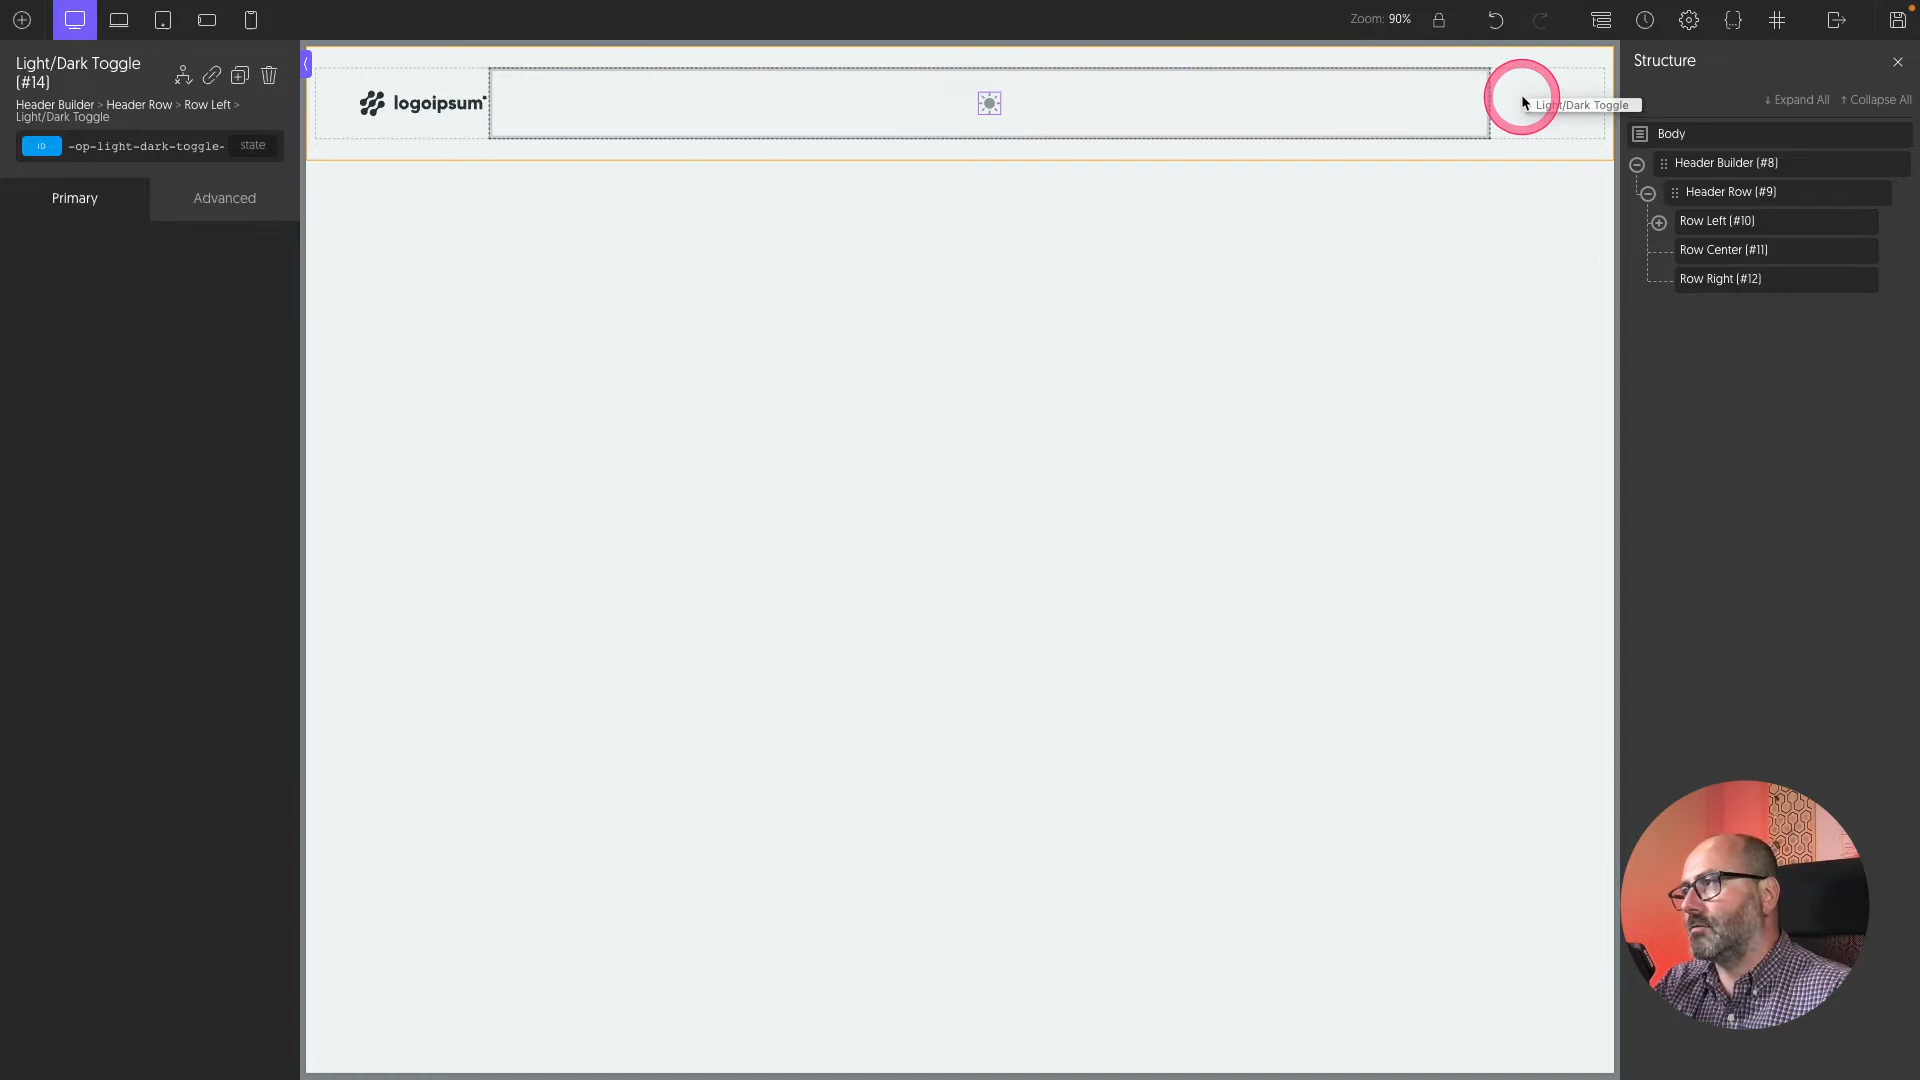 Zoom: 90%
Light/Dark Toggle
(#14)
Header Builder > Header Row > Row Left >
Light/Dark Toggle
ID
-op-light-dark-toggle-
state
Primary
Advanced
logoipsum
Light/Dark Toggle
Structure
↓ Expand All
↑ Collapse All
Body
Header Builder (#8)
Header Row (#9)
Row Left (#10)
Row Center (#11)
Row Right (#12)